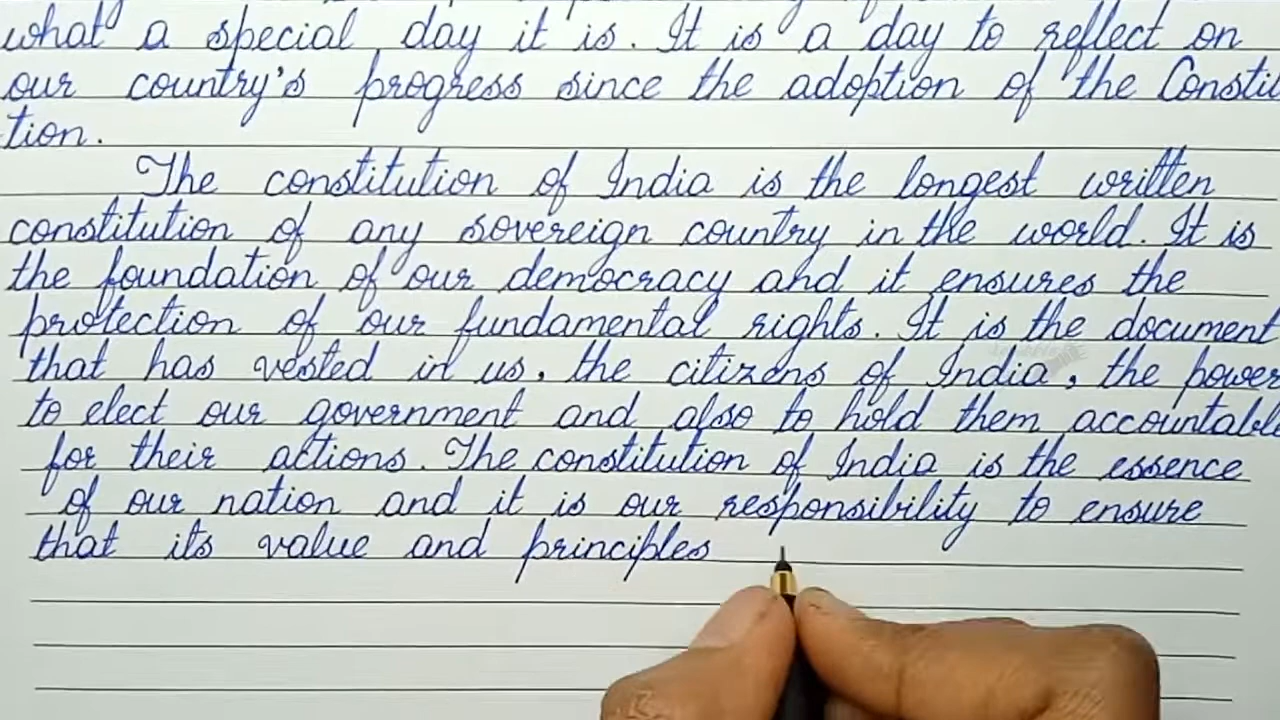 what a special day it is. It is a day to reflect on
our country's progress since the adoption of the Constitu
tion.
The constitution of India is the longest written
constitution of any sovereign country in the world. It is
the foundation of our democracy and it ensures the
protection of our fundamental rights. It is the document
that has vested in us, the citizens of India, the power
to elect our government and also to hold them accountable
for their actions. The constitution of India is the essence
of our nation and it is our responsibility to ensure
that its value and principles